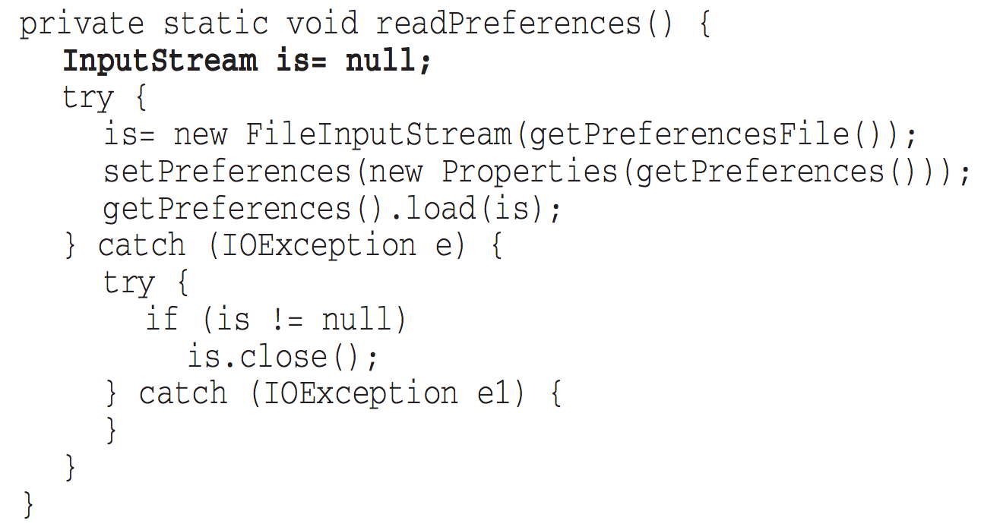 private static void readPreferences() {
InputStream is= null;
try {
is= new FileInputStream(getPreferencesFile());
setPreferences(new Properties(getPreferences()));
getPreferences().load(is);
} catch (IOException e) {
try {
if (is != null)
is.close();
} catch (IOException e1) {
}
}
}